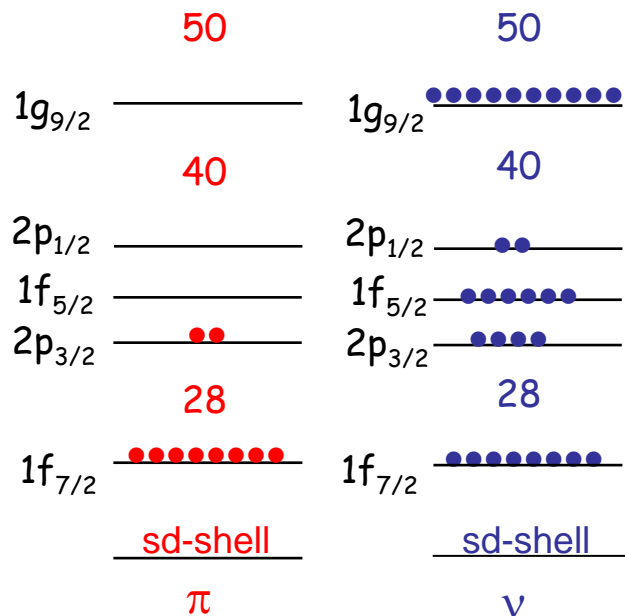 50 50
1g9/2 1g9/2
40 40
2p1/2 2p1/2
1f5/2 1f5/2
2p3/2 2p3/2
28 28
1f7/2 1f7/2
sd-shell sd-shell
π ν